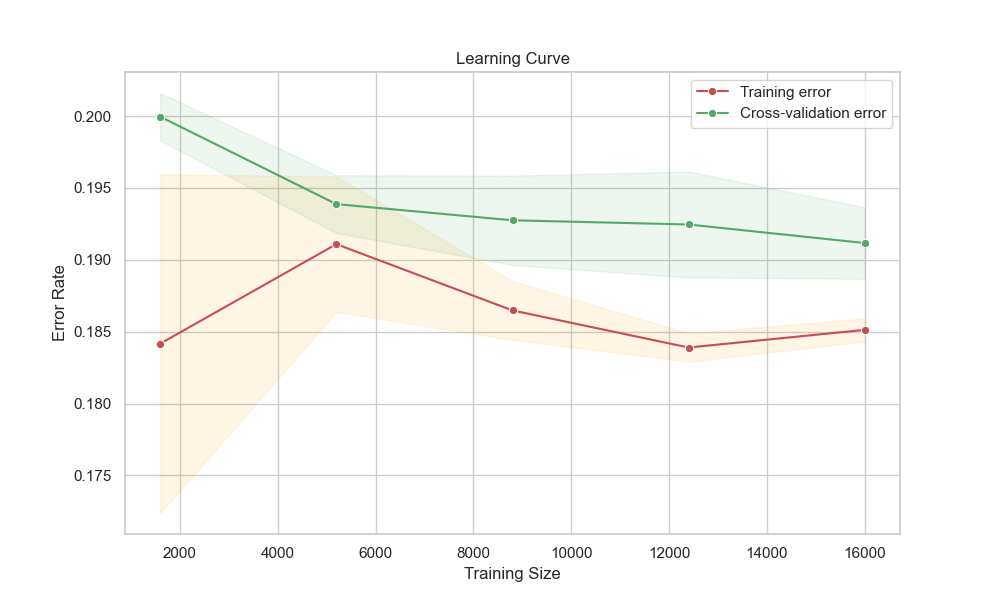 Learning Curve
Training error
Cross-validation error
0.200
0.195
0.190
0.185
0.180
0.175
Error Rate
2000 4000 6000 8000 10000 12000 14000 16000
Training Size